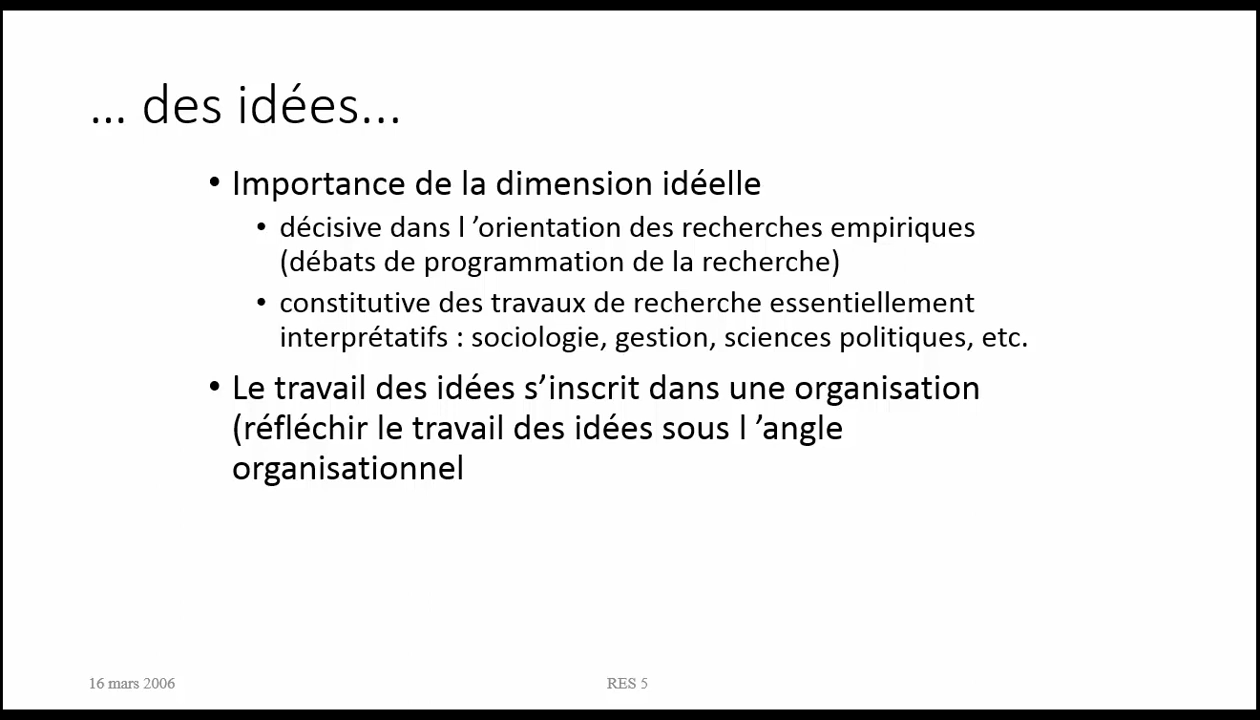 ... des idées...
• Importance de la dimension idéelle
• décisive dans l ’orientation des recherches empiriques
(débats de programmation de la recherche)
• constitutive des travaux de recherche essentiellement
interprétatifs : sociologie, gestion, sciences politiques, etc.
• Le travail des idées s’inscrit dans une organisation
(réfléchir le travail des idées sous l ’angle
organisationnel
16 mars 2006
RES 5